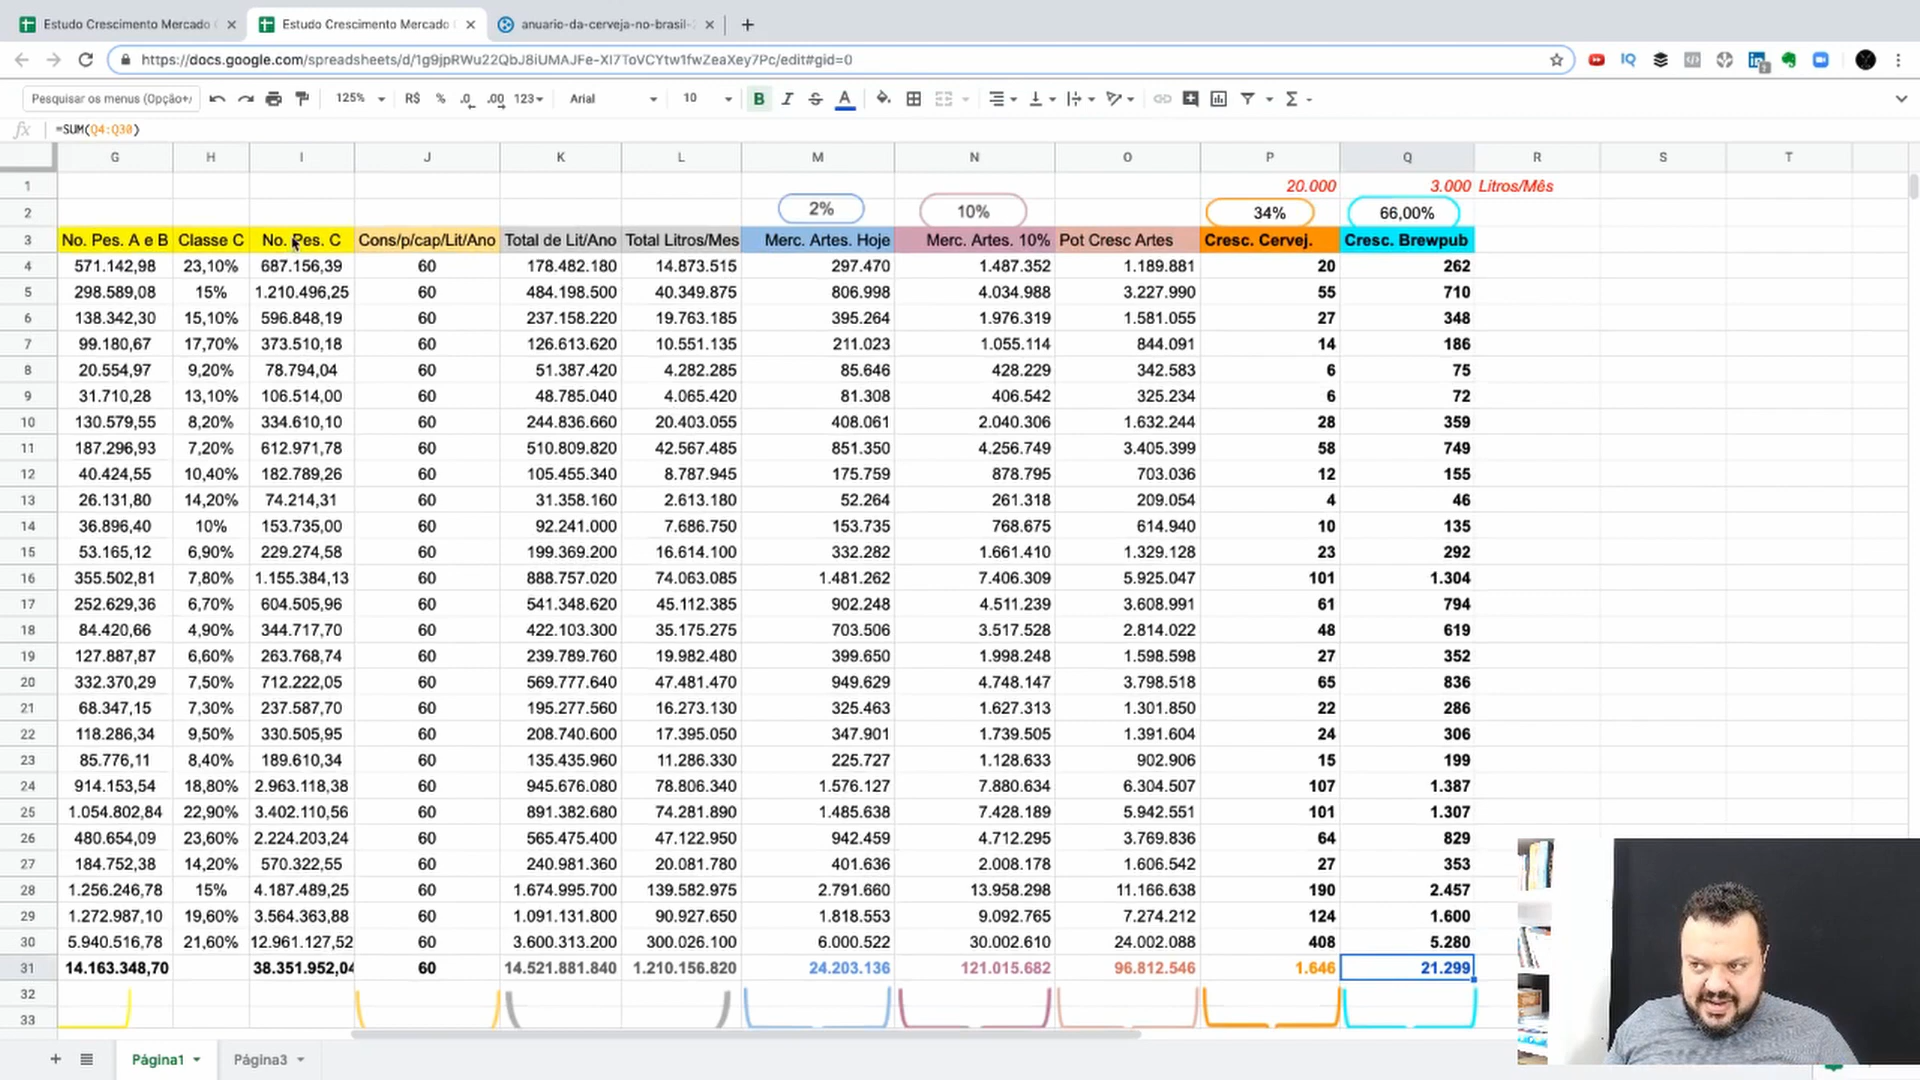 Estudo Crescimento Mercado
Estudo Crescimento Mercado
anuario-da-cerveja-no-brasil-
https://docs.google.com/spreadsheets/d/1g9jpRWu22QbJ8iUMAJFe-XI7ToVCYtw1fwZeaXey7Pc/edit#gid=0
Pesquisar os menus (Opção+/
125% R$ % .0 .00 123 Arial 10 B I S A
fx =SUM(Q4:Q30)
G H I J K L M N O P Q R S T
1 20.000 3.000 Litros/Mês
2 2% 10% 34% 66,00%
3 No. Pes. A e B Classe C No. Pes. C Cons/p/cap/Lit/Ano Total de Lit/Ano Total Litros/Mes Merc. Artes. Hoje Merc. Artes. 10% Pot Cresc Artes Cresc. Cervej. Cresc. Brewpub
4 571.142,98 23,10% 687.156,39 60 178.482.180 14.873.515 297.470 1.487.352 1.189.881 20 262
5 298.589,08 15% 1.210.496,25 60 484.198.500 40.349.875 806.998 4.034.988 3.227.990 55 710
6 138.342,30 15,10% 596.848,19 60 237.158.220 19.763.185 395.264 1.976.319 1.581.055 27 348
7 99.180,67 17,70% 373.510,18 60 126.613.620 10.551.135 211.023 1.055.114 844.091 14 186
8 20.554,97 9,20% 78.794,04 60 51.387.420 4.282.285 85.646 428.229 342.583 6 75
9 31.710,28 13,10% 106.514,00 60 48.785.040 4.065.420 81.308 406.542 325.234 6 72
10 130.579,55 8,20% 334.610,10 60 244.836.660 20.403.055 408.061 2.040.306 1.632.244 28 359
11 187.296,93 7,20% 612.971,78 60 510.809.820 42.567.485 851.350 4.256.749 3.405.399 58 749
12 40.424,55 10,40% 182.789,26 60 105.455.340 8.787.945 175.759 878.795 703.036 12 155
13 26.131,80 14,20% 74.214,31 60 31.358.160 2.613.180 52.264 261.318 209.054 4 46
14 36.896,40 10% 153.735,00 60 92.241.000 7.686.750 153.735 768.675 614.940 10 135
15 53.165,12 6,90% 229.274,58 60 199.369.200 16.614.100 332.282 1.661.410 1.329.128 23 292
16 355.502,81 7,80% 1.155.384,13 60 888.757.020 74.063.085 1.481.262 7.406.309 5.925.047 101 1.304
17 252.629,36 6,70% 604.505,96 60 541.348.620 45.112.385 902.248 4.511.239 3.608.991 61 794
18 84.420,66 4,90% 344.717,70 60 422.103.300 35.175.275 703.506 3.517.528 2.814.022 48 619
19 127.887,87 6,60% 263.768,74 60 239.789.760 19.982.480 399.650 1.998.248 1.598.598 27 352
20 332.370,29 7,50% 712.222,05 60 569.777.640 47.481.470 949.629 4.748.147 3.798.518 65 836
21 68.347,15 7,30% 237.587,70 60 195.277.560 16.273.130 325.463 1.627.313 1.301.850 22 286
22 118.286,34 9,50% 330.505,95 60 208.740.600 17.395.050 347.901 1.739.505 1.391.604 24 306
23 85.776,11 8,40% 189.610,34 60 135.435.960 11.286.330 225.727 1.128.633 902.906 15 199
24 914.153,54 18,80% 2.963.118,38 60 945.676.080 78.806.340 1.576.127 7.880.634 6.304.507 107 1.387
25 1.054.802,84 22,90% 3.402.110,56 60 891.382.680 74.281.890 1.485.638 7.428.189 5.942.551 101 1.307
26 480.654,09 23,60% 2.224.203,24 60 565.475.400 47.122.950 942.459 4.712.295 3.769.836 64 829
27 184.752,38 14,20% 570.322,55 60 240.981.360 20.081.780 401.636 2.008.178 1.606.542 27 353
28 1.256.246,78 15% 4.187.489,25 60 1.674.995.700 139.582.975 2.791.660 13.958.298 11.166.638 190 2.457
29 1.272.987,10 19,60% 3.564.363,88 60 1.091.131.800 90.927.650 1.818.553 9.092.765 7.274.212 124 1.600
30 5.940.516,78 21,60% 12.961.127,52 60 3.600.313.200 300.026.100 6.000.522 30.002.610 24.002.088 408 5.280
31 14.163.348,70 38.351.952,04 60 14.521.881.840 1.210.156.820 24.203.136 121.015.682 96.812.546 1.646 21.299
32
33
Página1 Página3